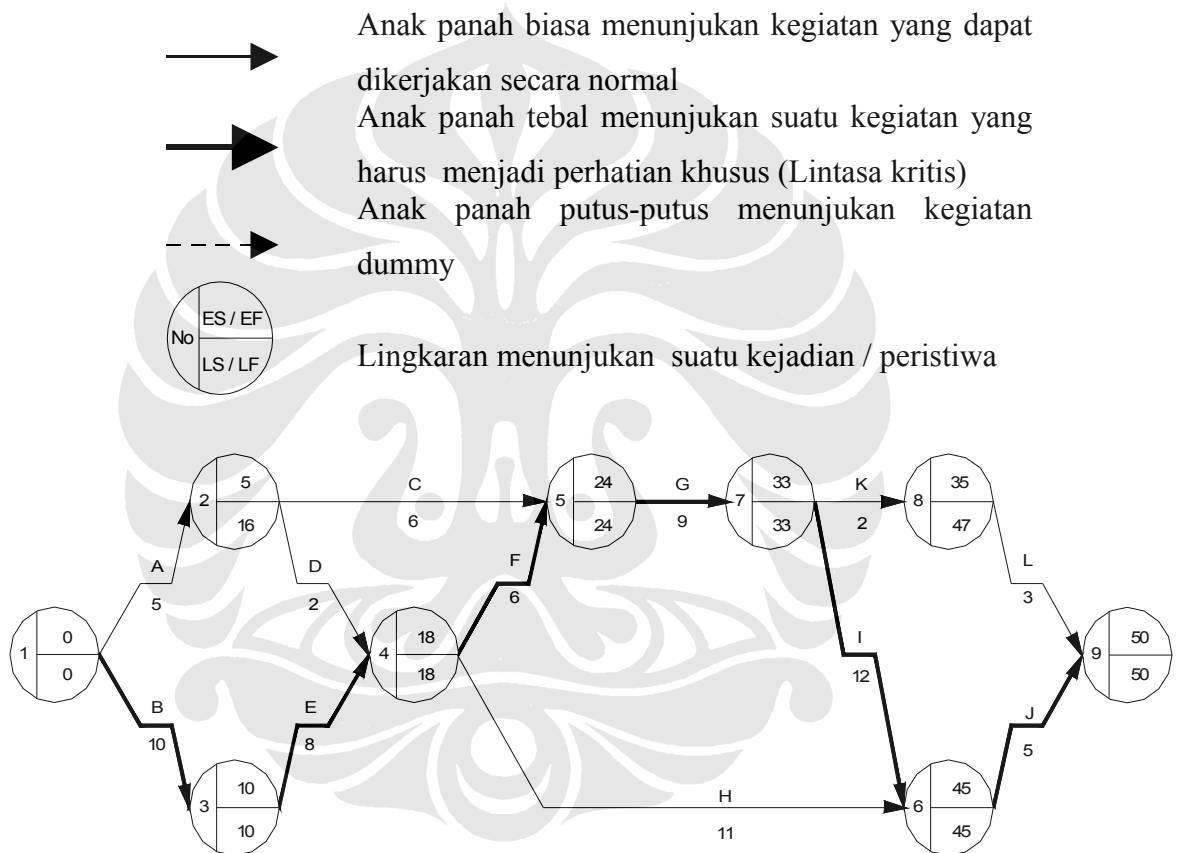 Anak panah biasa menunjukan kegiatan yang dapat
dikerjakan secara normal
Anak panah tebal menunjukan suatu kegiatan yang
harus menjadi perhatian khusus (Lintasa kritis)
Anak panah putus-putus menunjukan kegiatan
dummy
No
ES / EF
LS / LF
Lingkaran menunjukan suatu kejadian / peristiwa
2
5
16
C
6
5
24
24
G
9
7
33
33
K
2
8
35
47
A
5
D
2
F
6
L
3
1
0
0
4
18
18
I
12
9
50
50
B
10
E
8
J
5
3
10
10
H
11
6
45
45